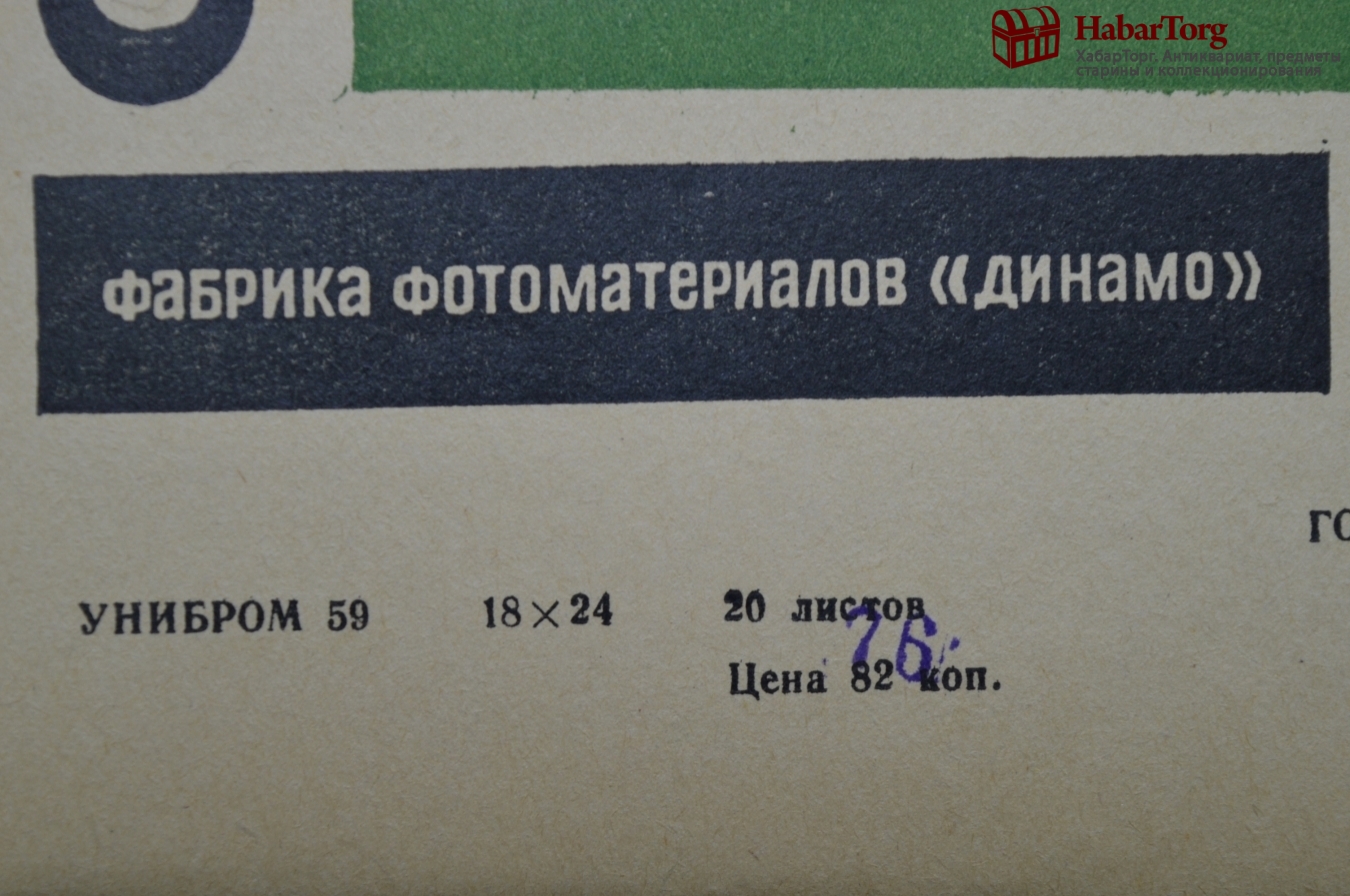 HabarTorg
ХабарТорг. Антиквариат, предметы
старины и коллекционирования
фабрика фотоматериалов «динамо»
ГО
УНИБРОМ 59 18×24 20 листов
76
Цена 82 коп.